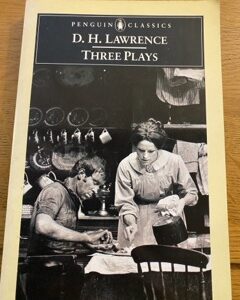 PENGUIN CLASSICS
D. H. LAWRENCE
THREE PLAYS